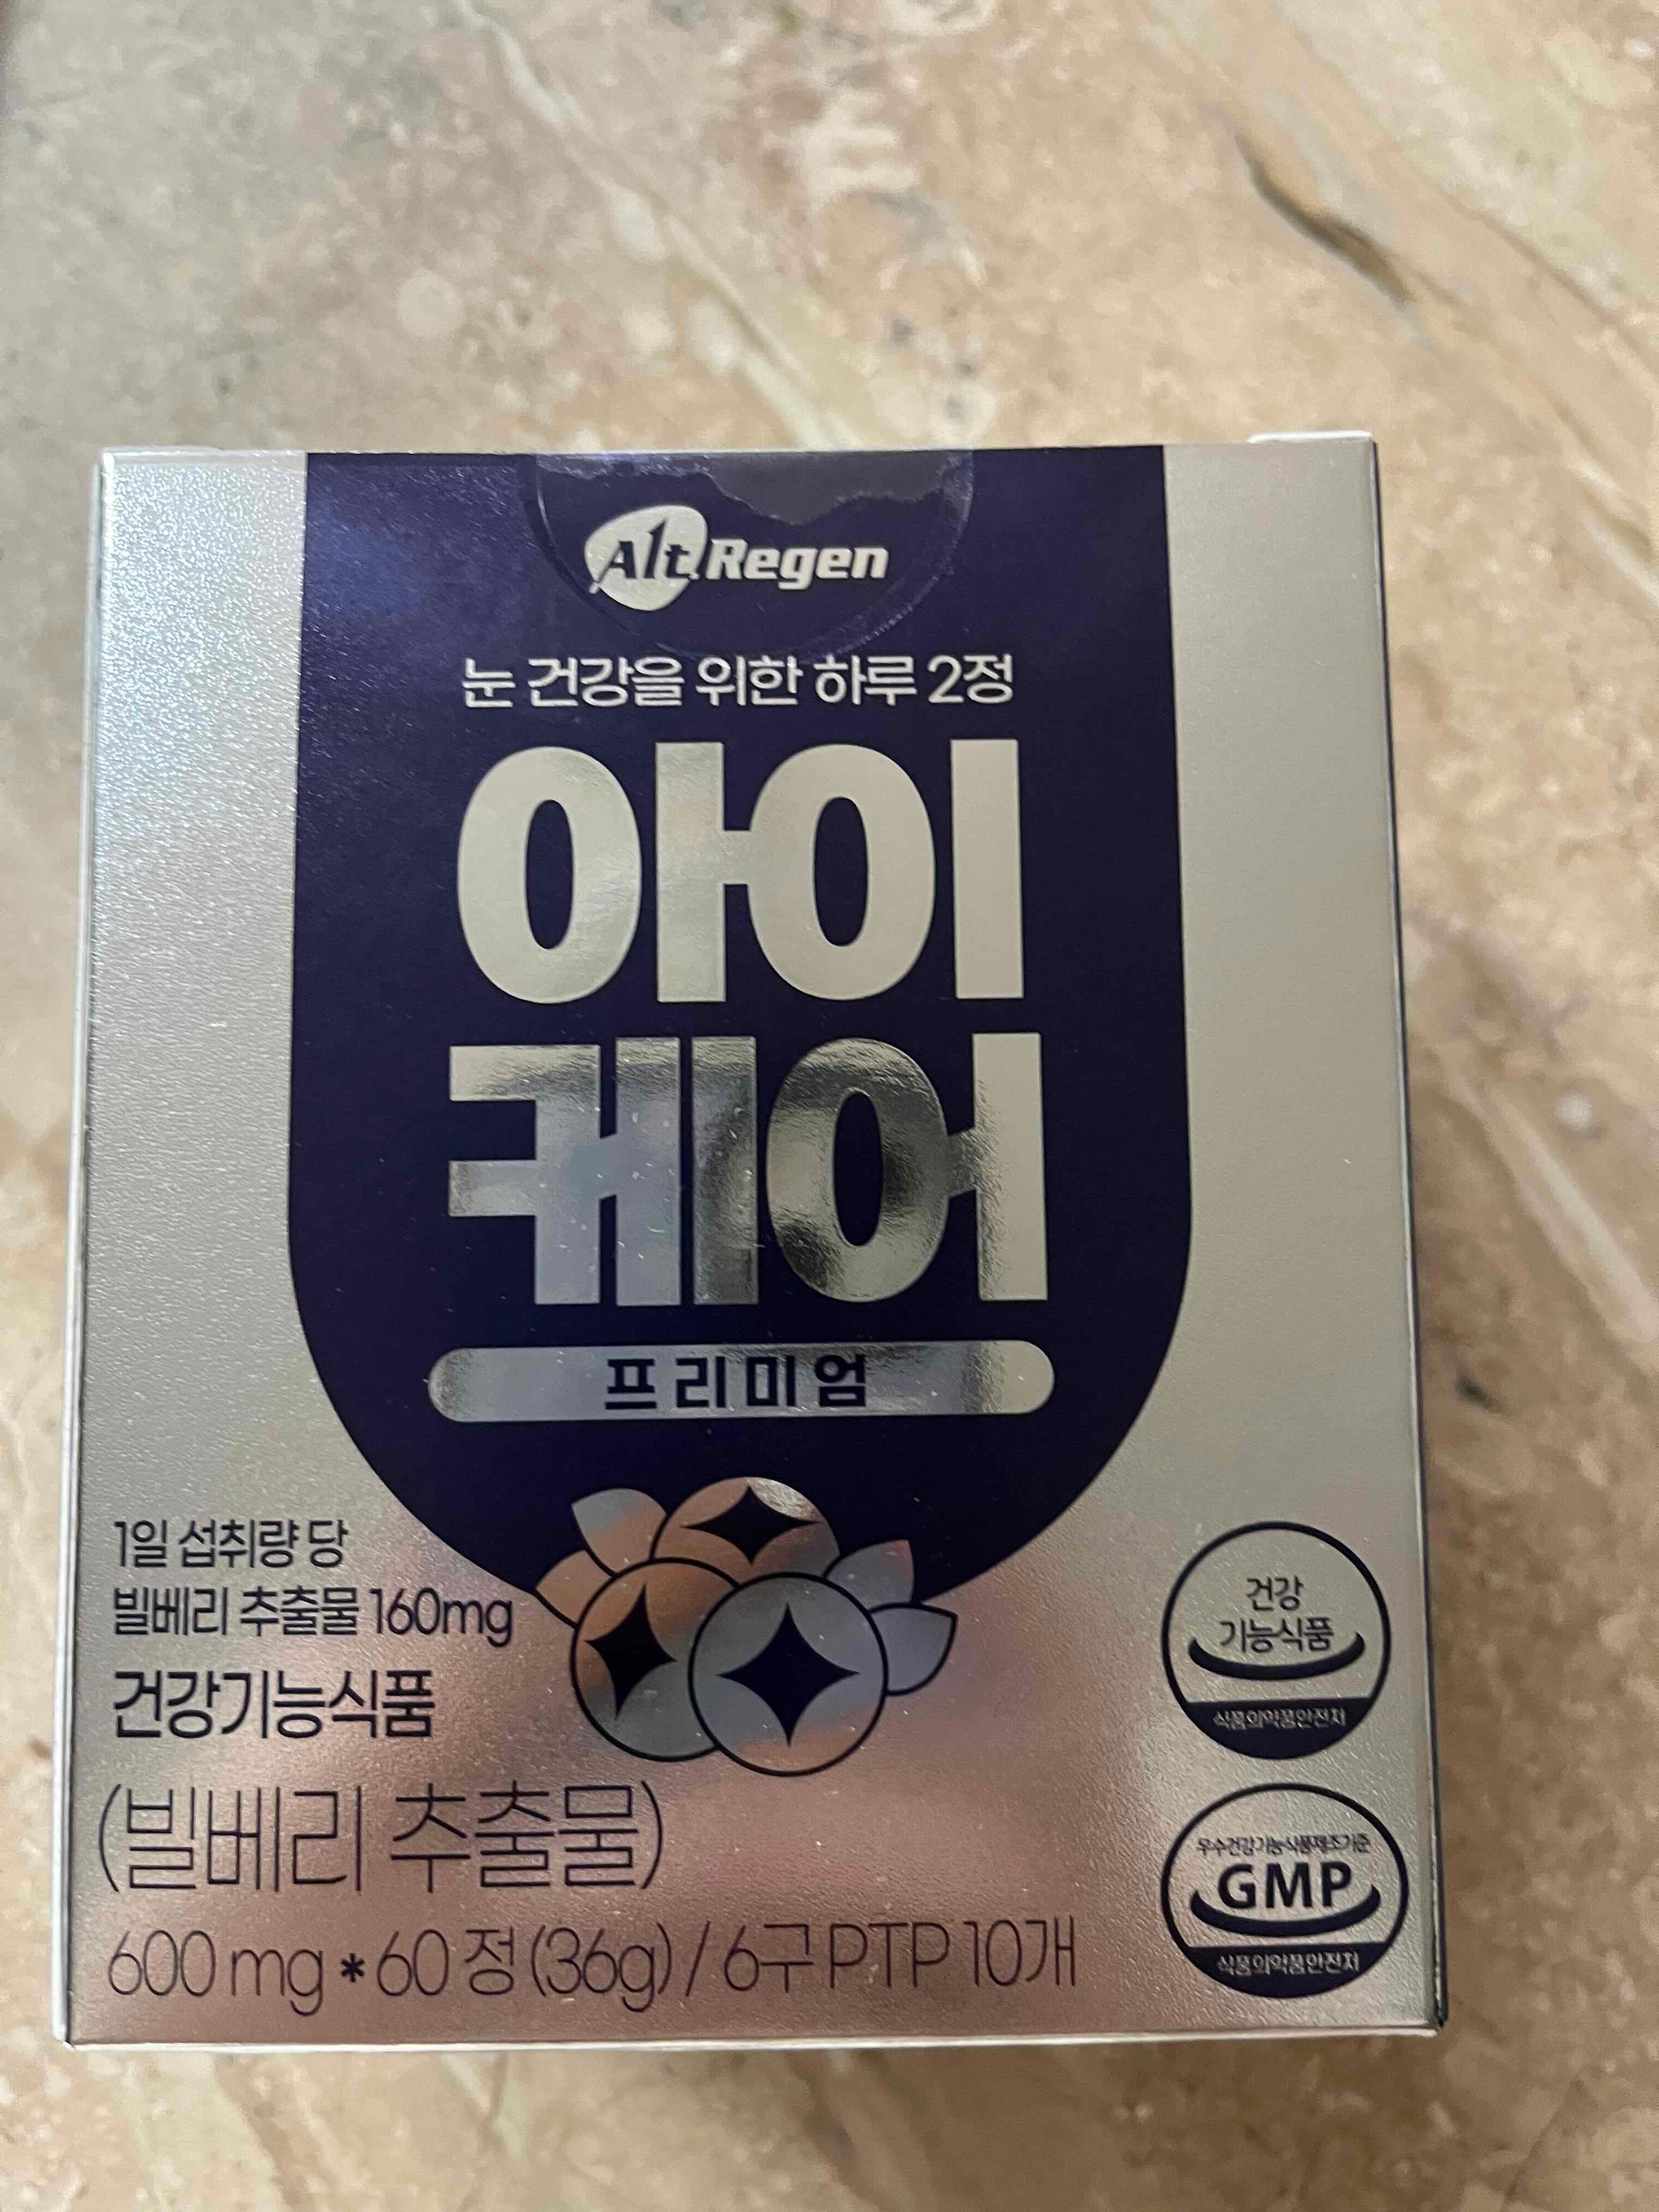 Alt.Regen
눈 건강을 위한 하루 2정
아이
케어
프리미엄
1일 섭취량 당
빌베리 추출물 160mg
건강기능식품
(빌베리 추출물)
600 mg * 60 정 (36g) / 6구 PTP 10개
건강
기능식품
식품의약품안전처
우수건강기능식품제조기준
GMP
식품의약품안전처